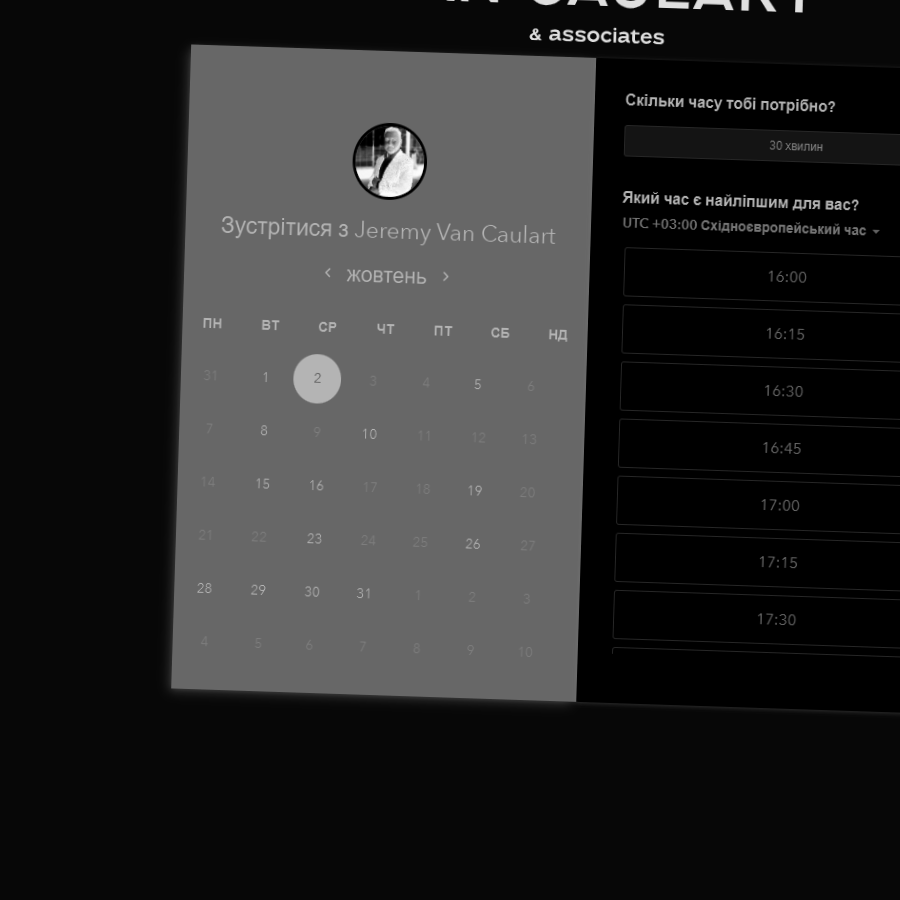 CAULART
& associates
Зустрітися з Jeremy Van Caulart
жовтень
ПН ВТ СР ЧТ ПТ СБ НД
31 1 2 3 4 5 6
7 8 9 10 11 12 13
14 15 16 17 18 19 20
21 22 23 24 25 26 27
28 29 30 31 1 2 3
4 5 6 7 8 9 10
Скільки часу тобі потрібно?
30 хвилин
Який час є найліпшим для вас?
UTC +03:00 Східноєвропейський час
16:00
16:15
16:30
16:45
17:00
17:15
17:30